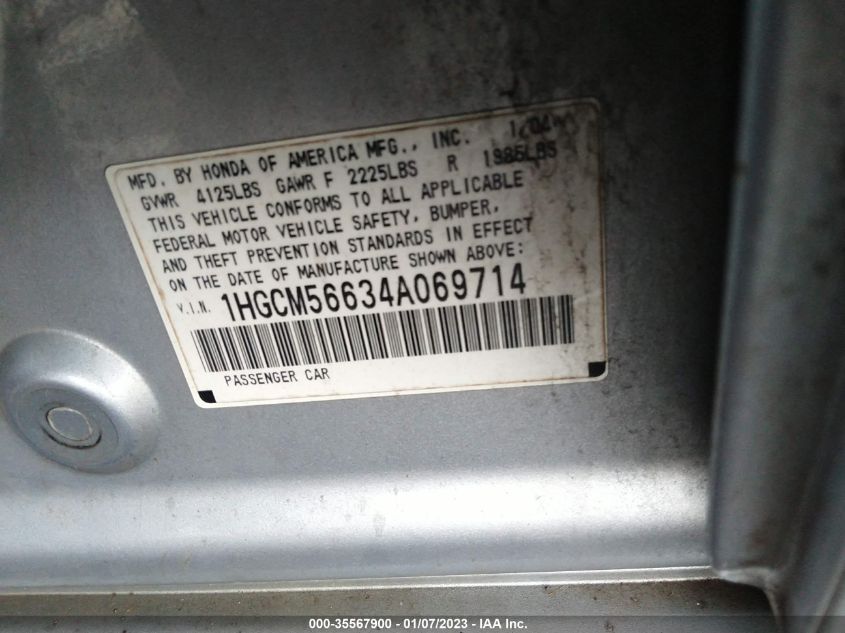 MFD. BY HONDA OF AMERICA MFG., INC. 1/04
GVWR 4125LBS GAWR F 2225LBS R 1985LBS
THIS VEHICLE CONFORMS TO ALL APPLICABLE
FEDERAL MOTOR VEHICLE SAFETY, BUMPER,
AND THEFT PREVENTION STANDARDS IN EFFECT
ON THE DATE OF MANUFACTURE SHOWN ABOVE:
V.I.N. 1HGCM56634A069714
PASSENGER CAR
000-35567900 - 01/07/2023 - IAA Inc.